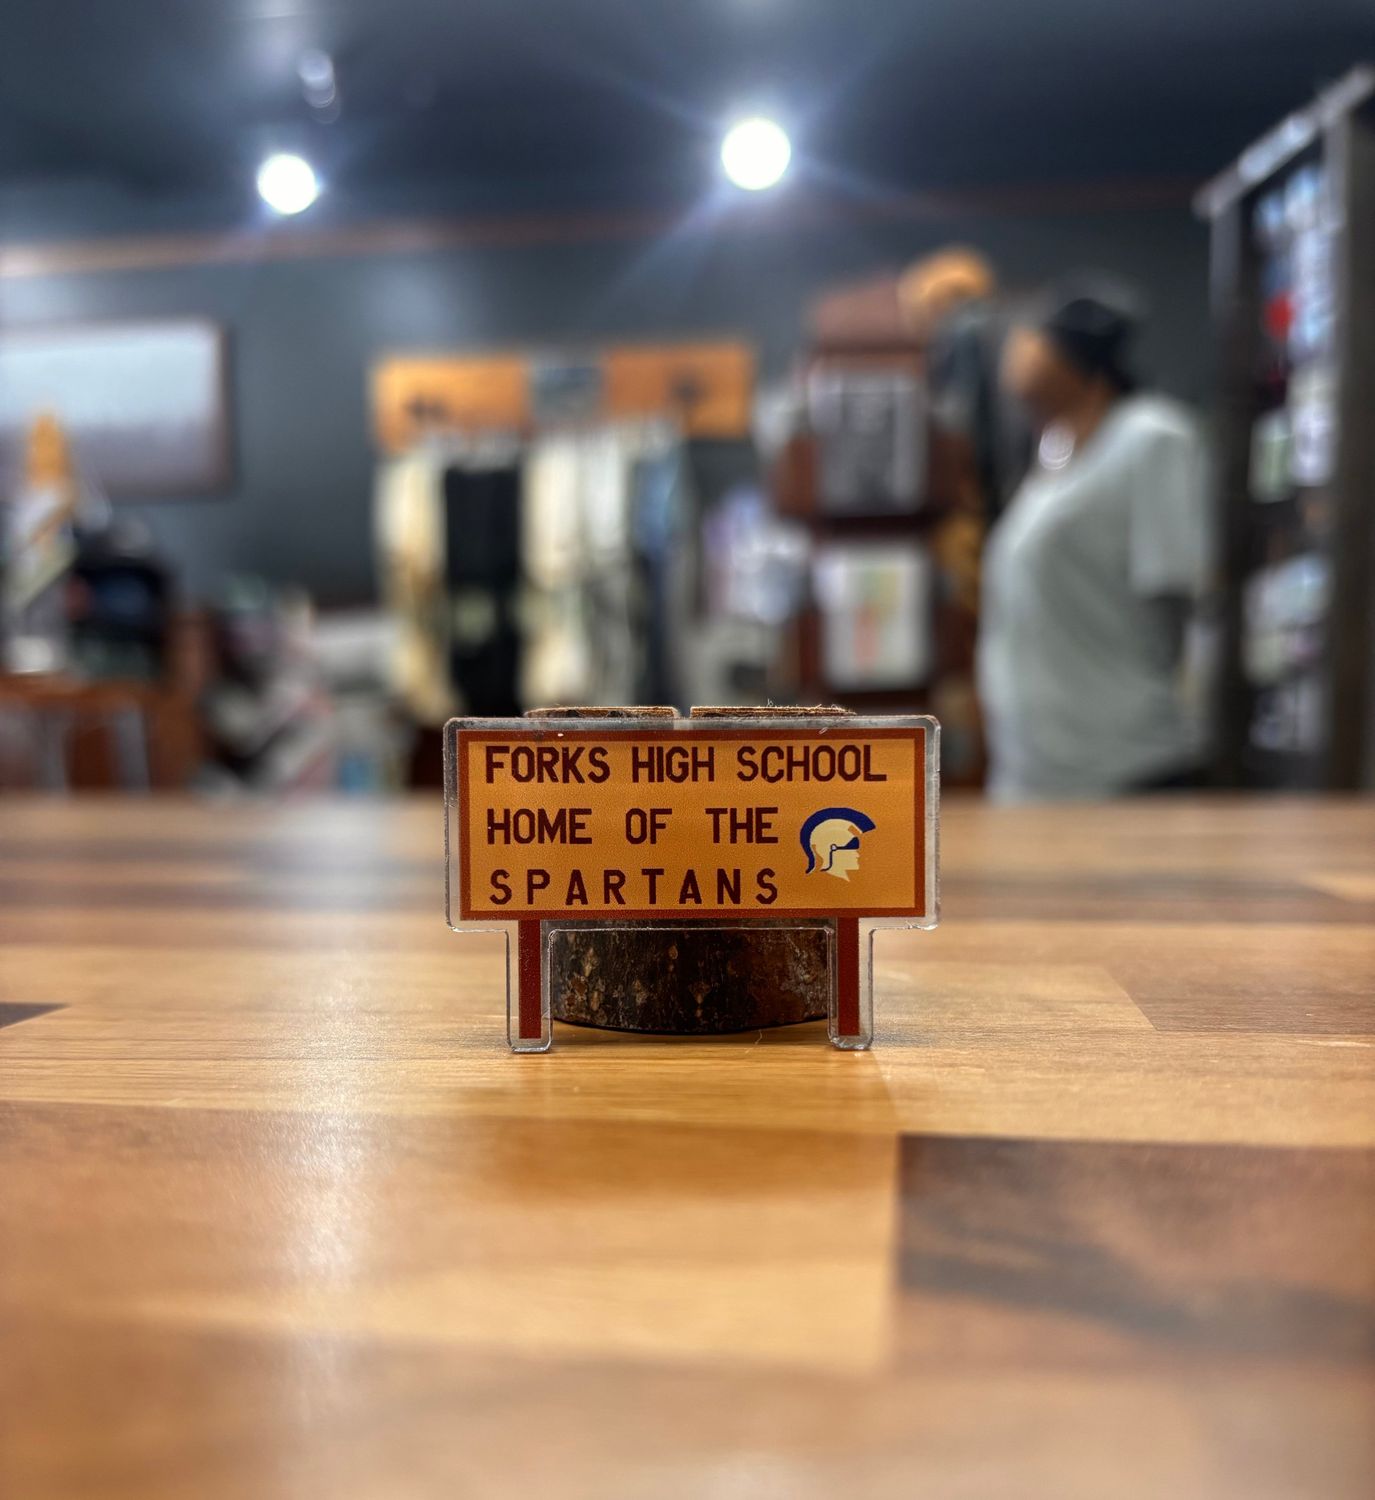 FORKS HIGH SCHOOL
HOME OF THE
SPARTANS